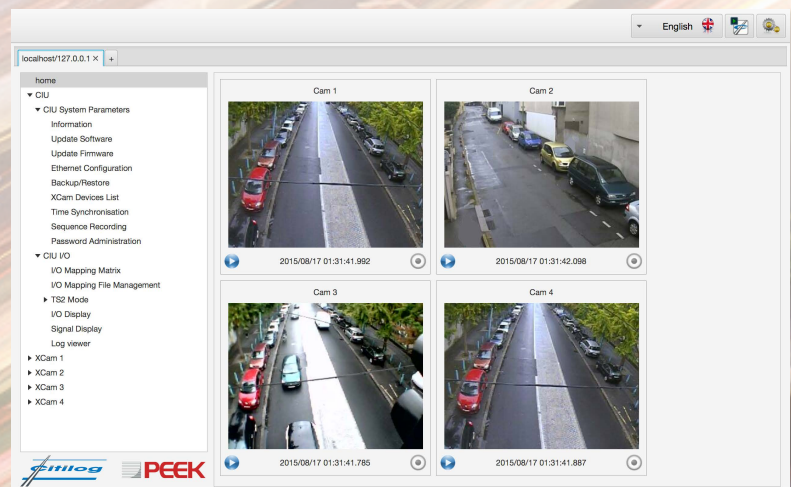 English
localhost/127.0.0.1 × +
home
CIU
CIU System Parameters
Information
Update Software
Update Firmware
Ethernet Configuration
Backup/Restore
XCam Devices List
Time Synchronisation
Sequence Recording
Password Administration
CIU I/O
I/O Mapping Matrix
I/O Mapping File Management
TS2 Mode
I/O Display
Signal Display
Log viewer
XCam 1
XCam 2
XCam 3
XCam 4
citilog
PEEK
Cam 1
2015/08/17 01:31:41.992
Cam 2
2015/08/17 01:31:42.098
Cam 3
2015/08/17 01:31:41.785
Cam 4
2015/08/17 01:31:41.887